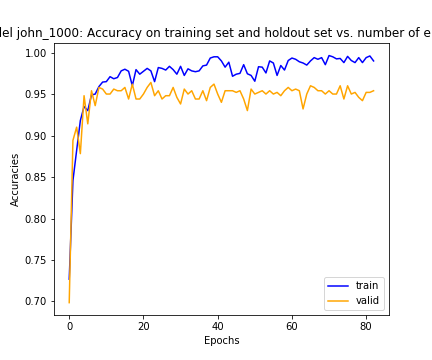 john_1000: Accuracy on training set and holdout set vs. number of
1.00
0.95
0.90
0.85
0.80
0.75
0.70
Accuracies
0
20
40
60
80
Epochs
train
valid